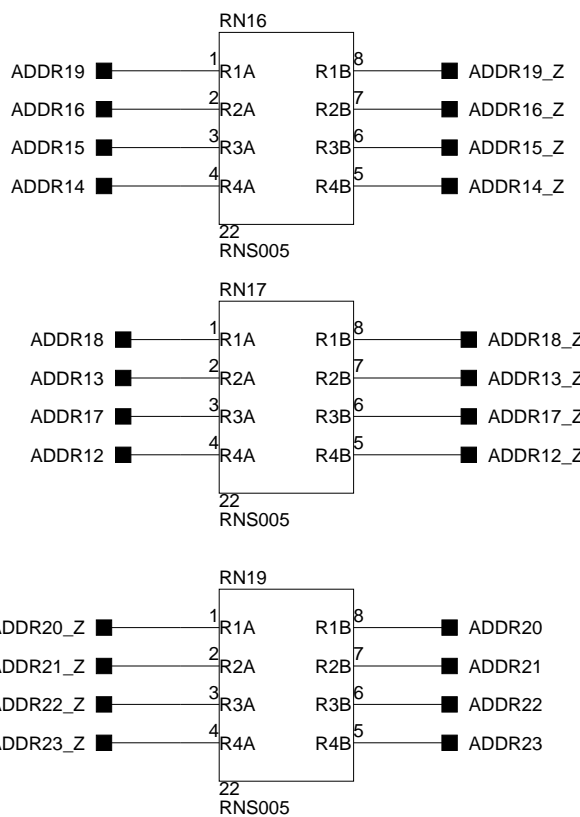 RN16
ADDR19 1 R1A R1B 8 ADDR19_Z
ADDR16 2 R2A R2B 7 ADDR16_Z
ADDR15 3 R3A R3B 6 ADDR15_Z
ADDR14 4 R4A R4B 5 ADDR14_Z
22
RNS005
RN17
ADDR18 1 R1A R1B 8 ADDR18_Z
ADDR13 2 R2A R2B 7 ADDR13_Z
ADDR17 3 R3A R3B 6 ADDR17_Z
ADDR12 4 R4A R4B 5 ADDR12_Z
22
RNS005
RN19
ADDR20_Z 1 R1A R1B 8 ADDR20
ADDR21_Z 2 R2A R2B 7 ADDR21
ADDR22_Z 3 R3A R3B 6 ADDR22
ADDR23_Z 4 R4A R4B 5 ADDR23
22
RNS005